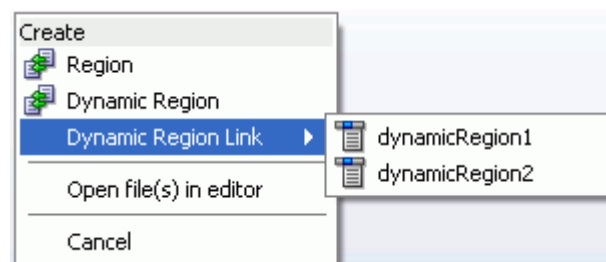 Create
Region
Dynamic Region
Dynamic Region Link
dynamicRegion1
dynamicRegion2
Open file(s) in editor
Cancel